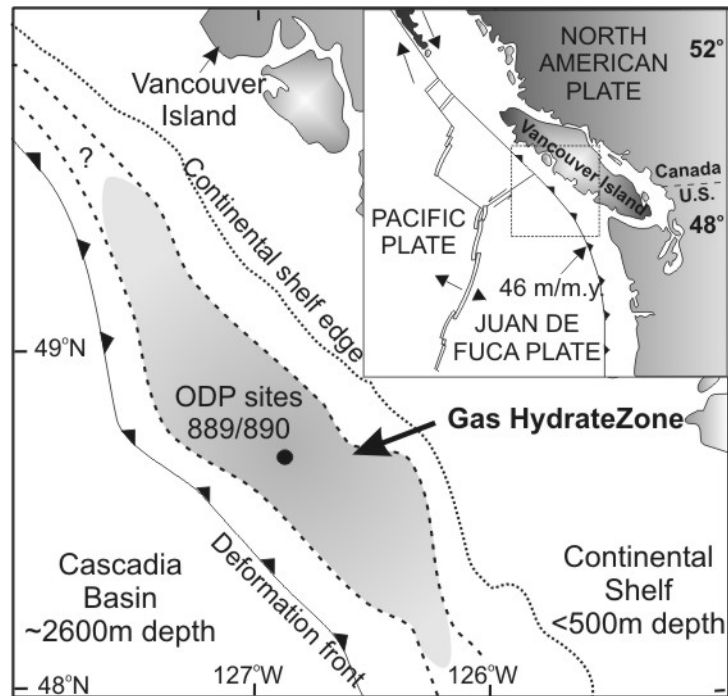 Vancouver
Island
?
Continental shelf edge
49°N
ODP sites
889/890
Gas HydrateZone
Deformation front
Cascadia
Basin
~2600m depth
Continental
Shelf
<500m depth
48°N
127°W
126°W
NORTH
AMERICAN
PLATE
52°
Vancouver Island
Canada
U.S.
48°
PACIFIC
PLATE
46 m/m.y.
JUAN DE
FUCA PLATE